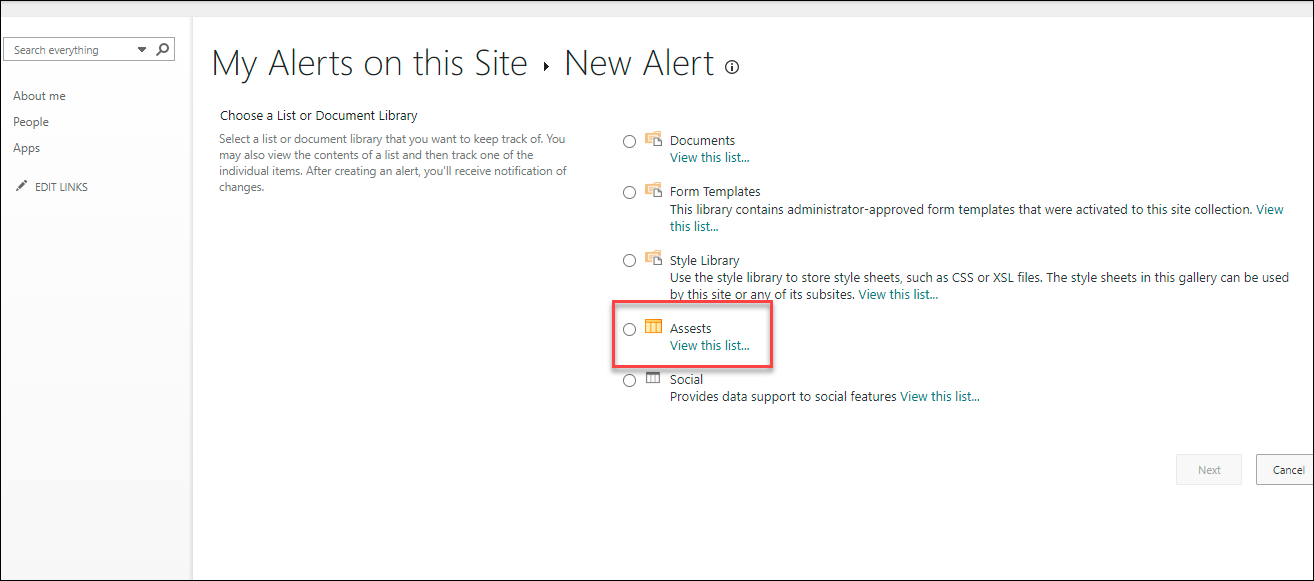 Search everything
About me
People
Apps
EDIT LINKS
My Alerts on this Site ▸ New Alert
Choose a List or Document Library
Select a list or document library that you want to keep track of. You
may also view the contents of a list and then track one of the
individual items. After creating an alert, you'll receive notification of
changes.
Documents
View this list...
Form Templates
This library contains administrator-approved form templates that were activated to this site collection. View
this list...
Style Library
Use the style library to store style sheets, such as CSS or XSL files. The style sheets in this gallery can be used
by this site or any of its subsites. View this list...
Assests
View this list...
Social
Provides data support to social features View this list...
Next
Cancel